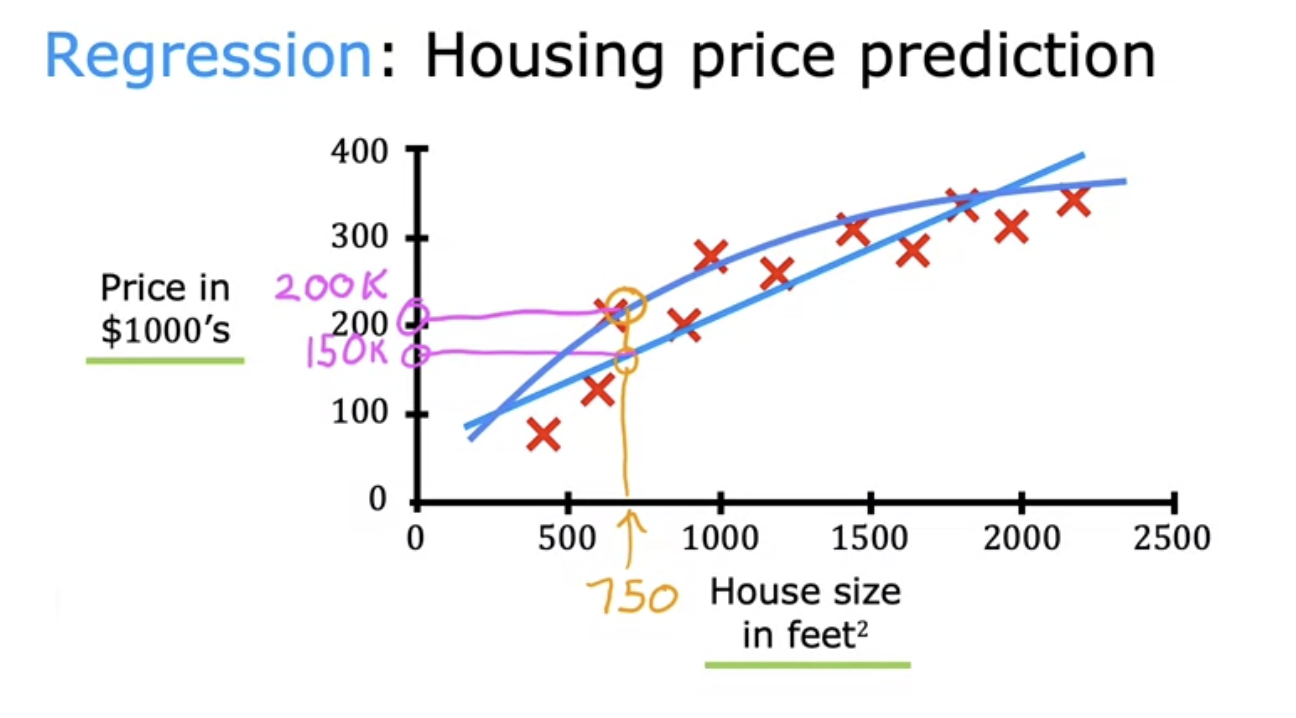 Regression: Housing price prediction
400
300
Price in
$1000’s
200K
200
150K
100
0
0 500 1000 1500 2000 2500
750
House size
in feet²